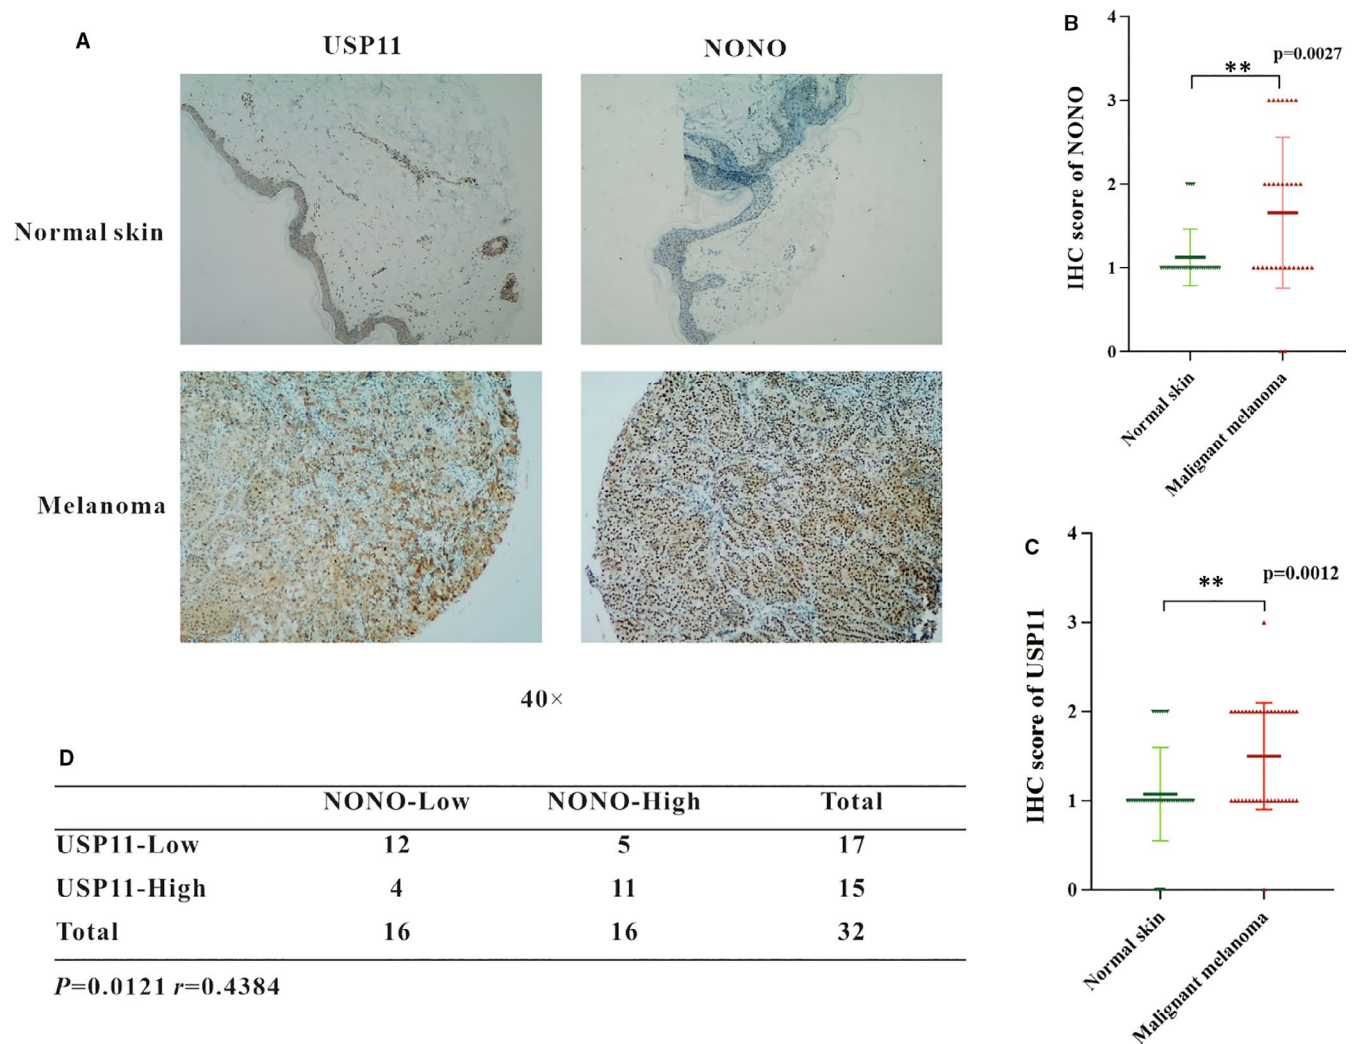 A
USP11
NONO
Normal skin
Melanoma
40×
B
IHC score of NONO
4
3
2
1
0
**
p=0.0027
Normal skin
Malignant melanoma
C
IHC score of USP11
4
3
2
1
0
**
p=0.0012
Normal skin
Malignant melanoma
D
NONO-Low NONO-High Total
USP11-Low 12 5 17
USP11-High 4 11 15
Total 16 16 32
P=0.0121 r=0.4384